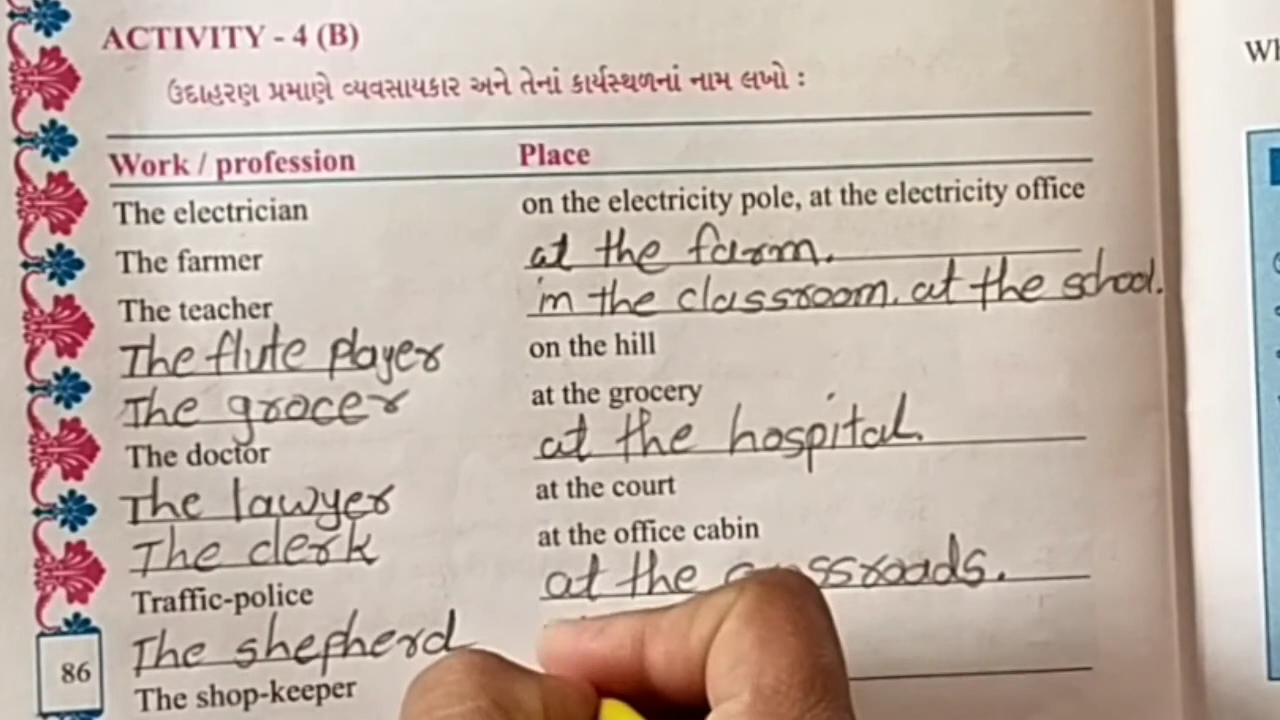 ACTIVITY - 4 (B)
ઉદાહરણ પ્રમાણે વ્યવસાયકાર અને તેનાં કાર્યસ્થળનાં નામ લખો :
Work / profession Place
The electrician on the electricity pole, at the electricity office
The farmer at the farm.
The teacher in the classroom. at the school.
The flute player on the hill
The grocer at the grocery
The doctor at the hospital.
The lawyer at the court
The clerk at the office cabin
Traffic-police at the crossroads.
The shepherd
The shop-keeper
86